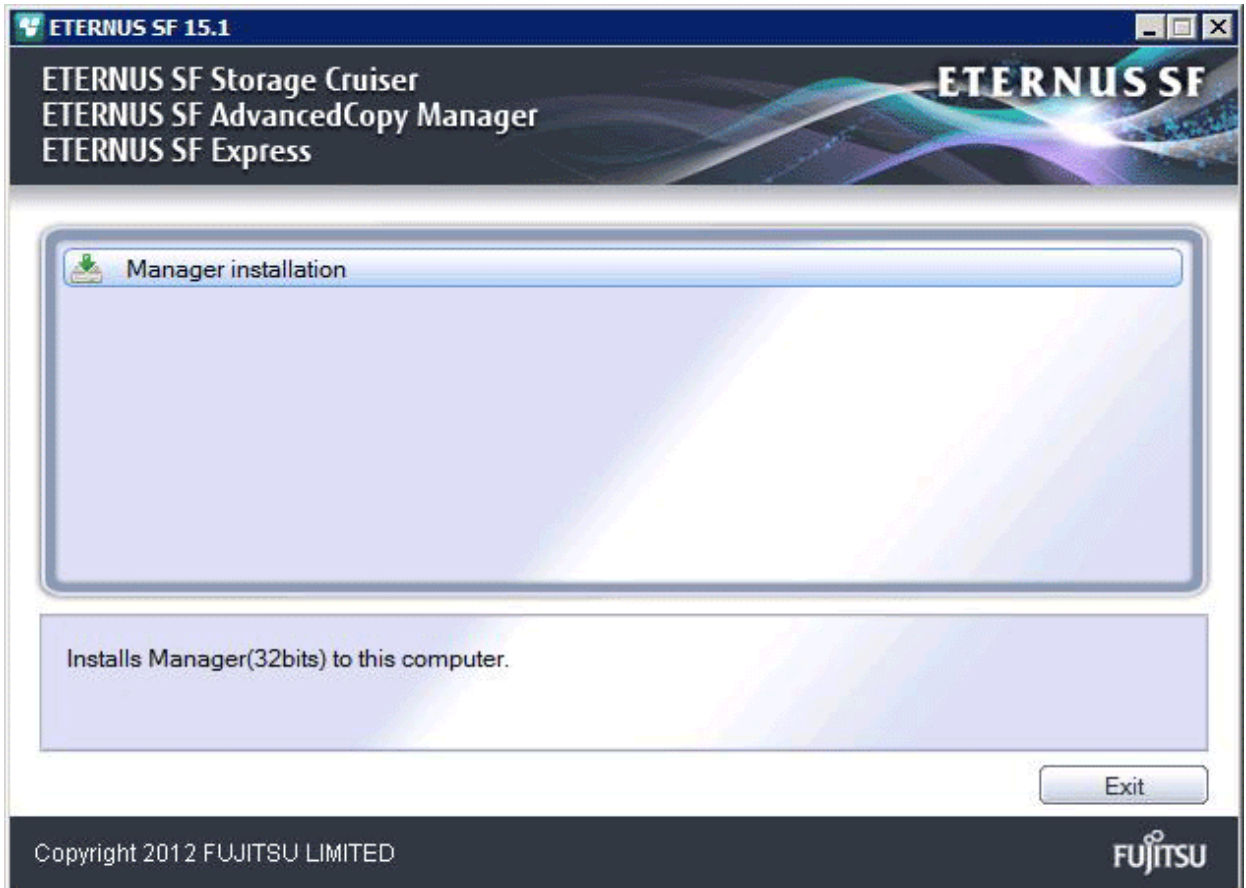 ETERNUS SF 15.1
ETERNUS SF Storage Cruiser
ETERNUS SF AdvancedCopy Manager
ETERNUS SF Express
ETERNUS SF
Manager installation
Installs Manager(32bits) to this computer.
Exit
Copyright 2012 FUJITSU LIMITED
FUJITSU